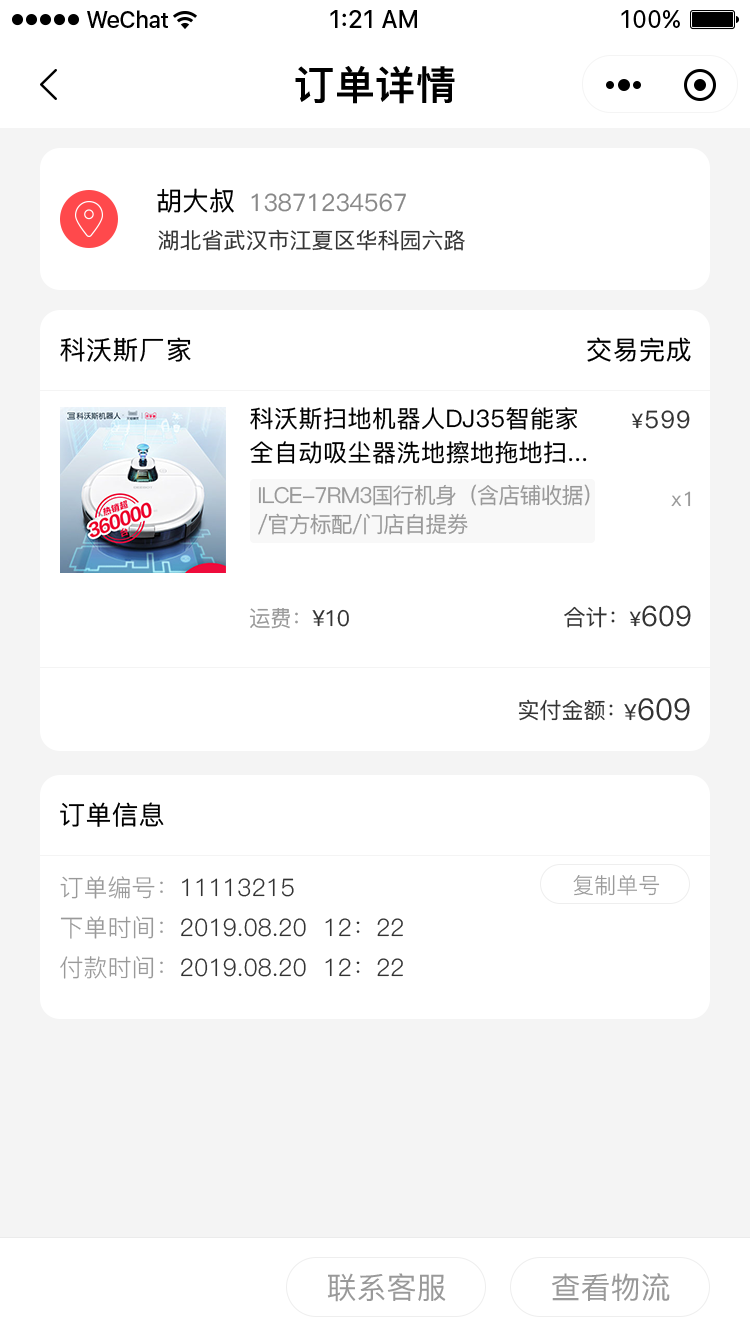 WeChat
1:21 AM
100%
订单详情
胡大叔 13871234567
湖北省武汉市江夏区华科园六路
科沃斯厂家
交易完成
科沃斯机器人
热销超
360000
台
科沃斯扫地机器人DJ35智能家
全自动吸尘器洗地擦地拖地扫...
¥599
ILCE-7RM3国行机身（含店铺收据）
/官方标配/门店自提劵
x1
运费：¥10
合计：¥609
实付金额：¥609
订单信息
订单编号：11113215
复制单号
下单时间：2019.08.20 12：22
付款时间：2019.08.20 12：22
联系客服
查看物流